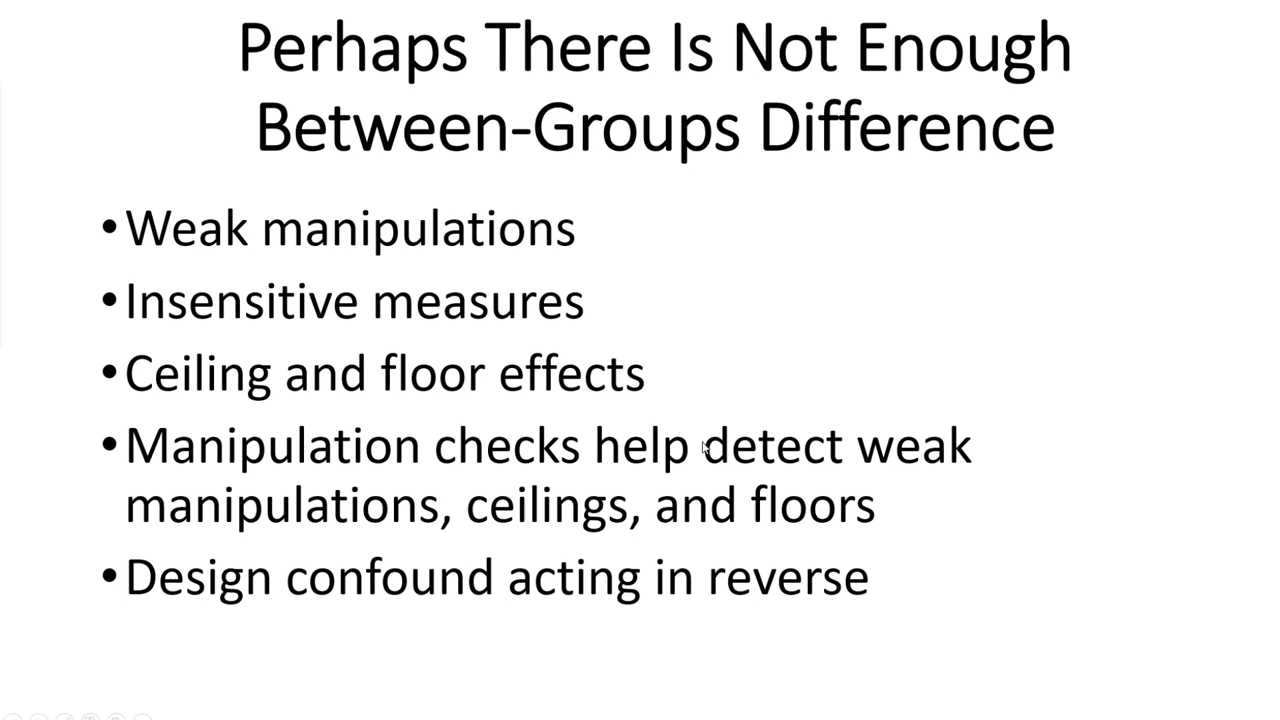 Perhaps There Is Not Enough
Between-Groups Difference
•Weak manipulations
•Insensitive measures
•Ceiling and floor effects
•Manipulation checks help detect weak
manipulations, ceilings, and floors
•Design confound acting in reverse